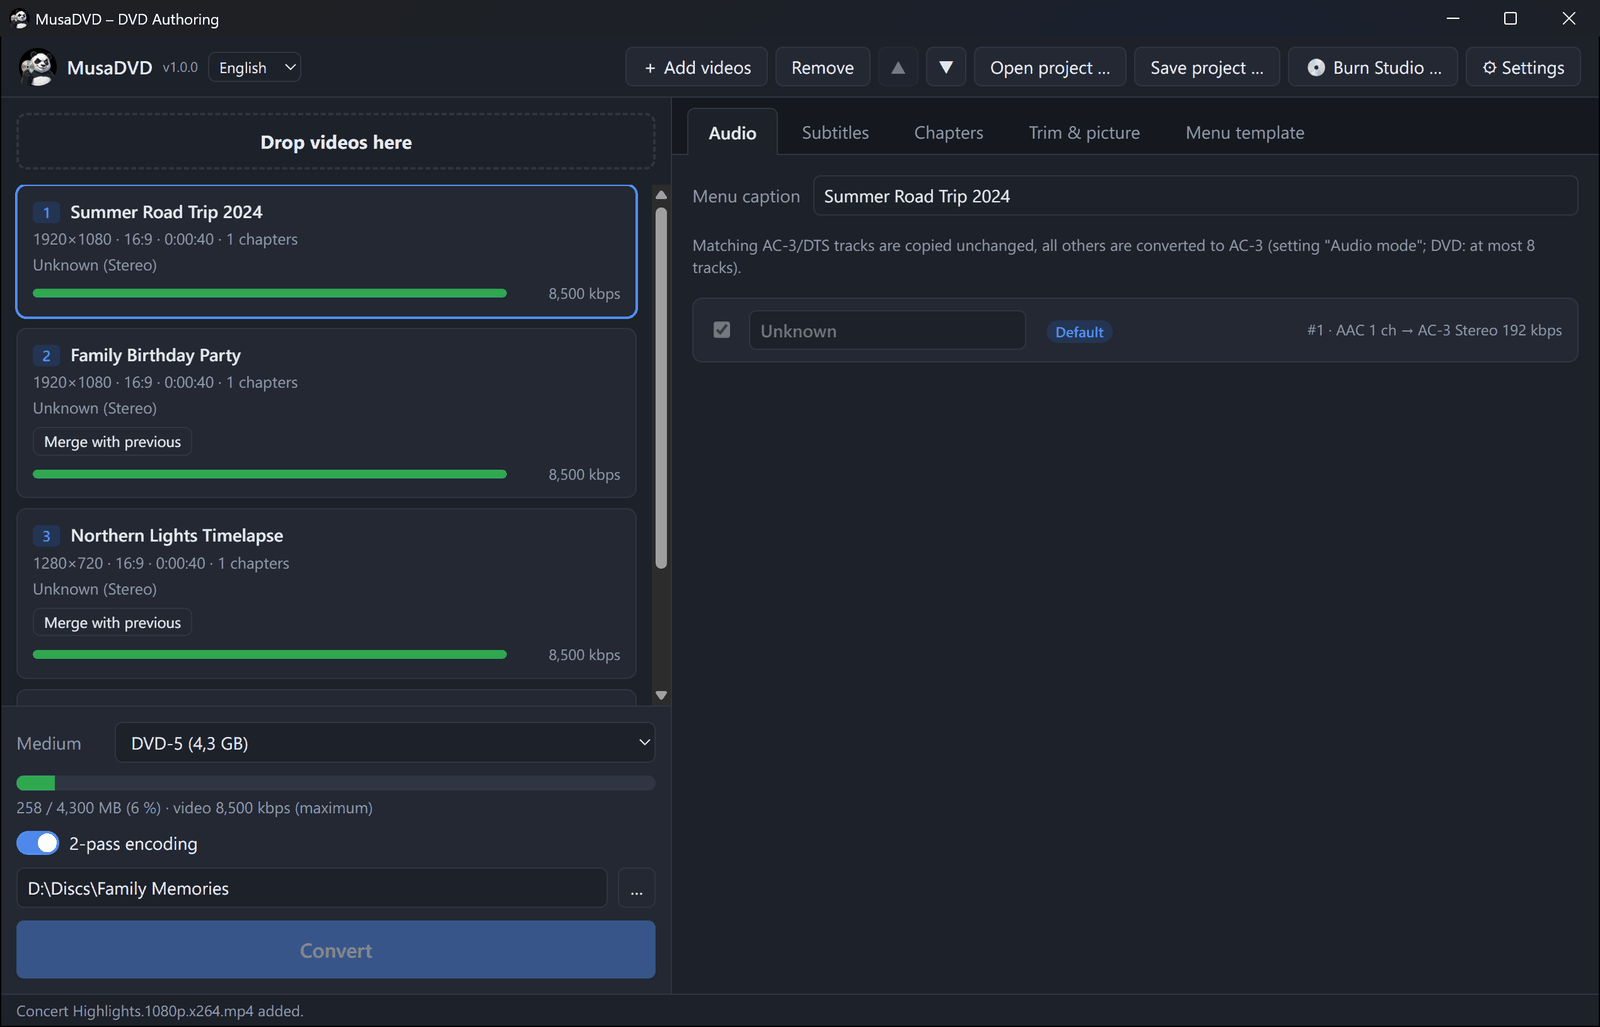 MusaDVD – DVD Authoring
MusaDVD v1.0.0 English
+ Add videos
Remove
▲
▼
Open project ...
Save project ...
Burn Studio ...
Settings
Drop videos here
1 Summer Road Trip 2024
1920×1080 · 16:9 · 0:00:40 · 1 chapters
Unknown (Stereo)
8,500 kbps
2 Family Birthday Party
1920×1080 · 16:9 · 0:00:40 · 1 chapters
Unknown (Stereo)
Merge with previous
8,500 kbps
3 Northern Lights Timelapse
1280×720 · 16:9 · 0:00:40 · 1 chapters
Unknown (Stereo)
Merge with previous
8,500 kbps
Medium DVD-5 (4,3 GB)
258 / 4,300 MB (6 %) · video 8,500 kbps (maximum)
2-pass encoding
D:\Discs\Family Memories ...
Convert
Audio Subtitles Chapters Trim & picture Menu template
Menu caption Summer Road Trip 2024
Matching AC-3/DTS tracks are copied unchanged, all others are converted to AC-3 (setting "Audio mode"; DVD: at most 8
tracks).
Unknown Default #1 · AAC 1 ch → AC-3 Stereo 192 kbps
Concert Highlights.1080p.x264.mp4 added.